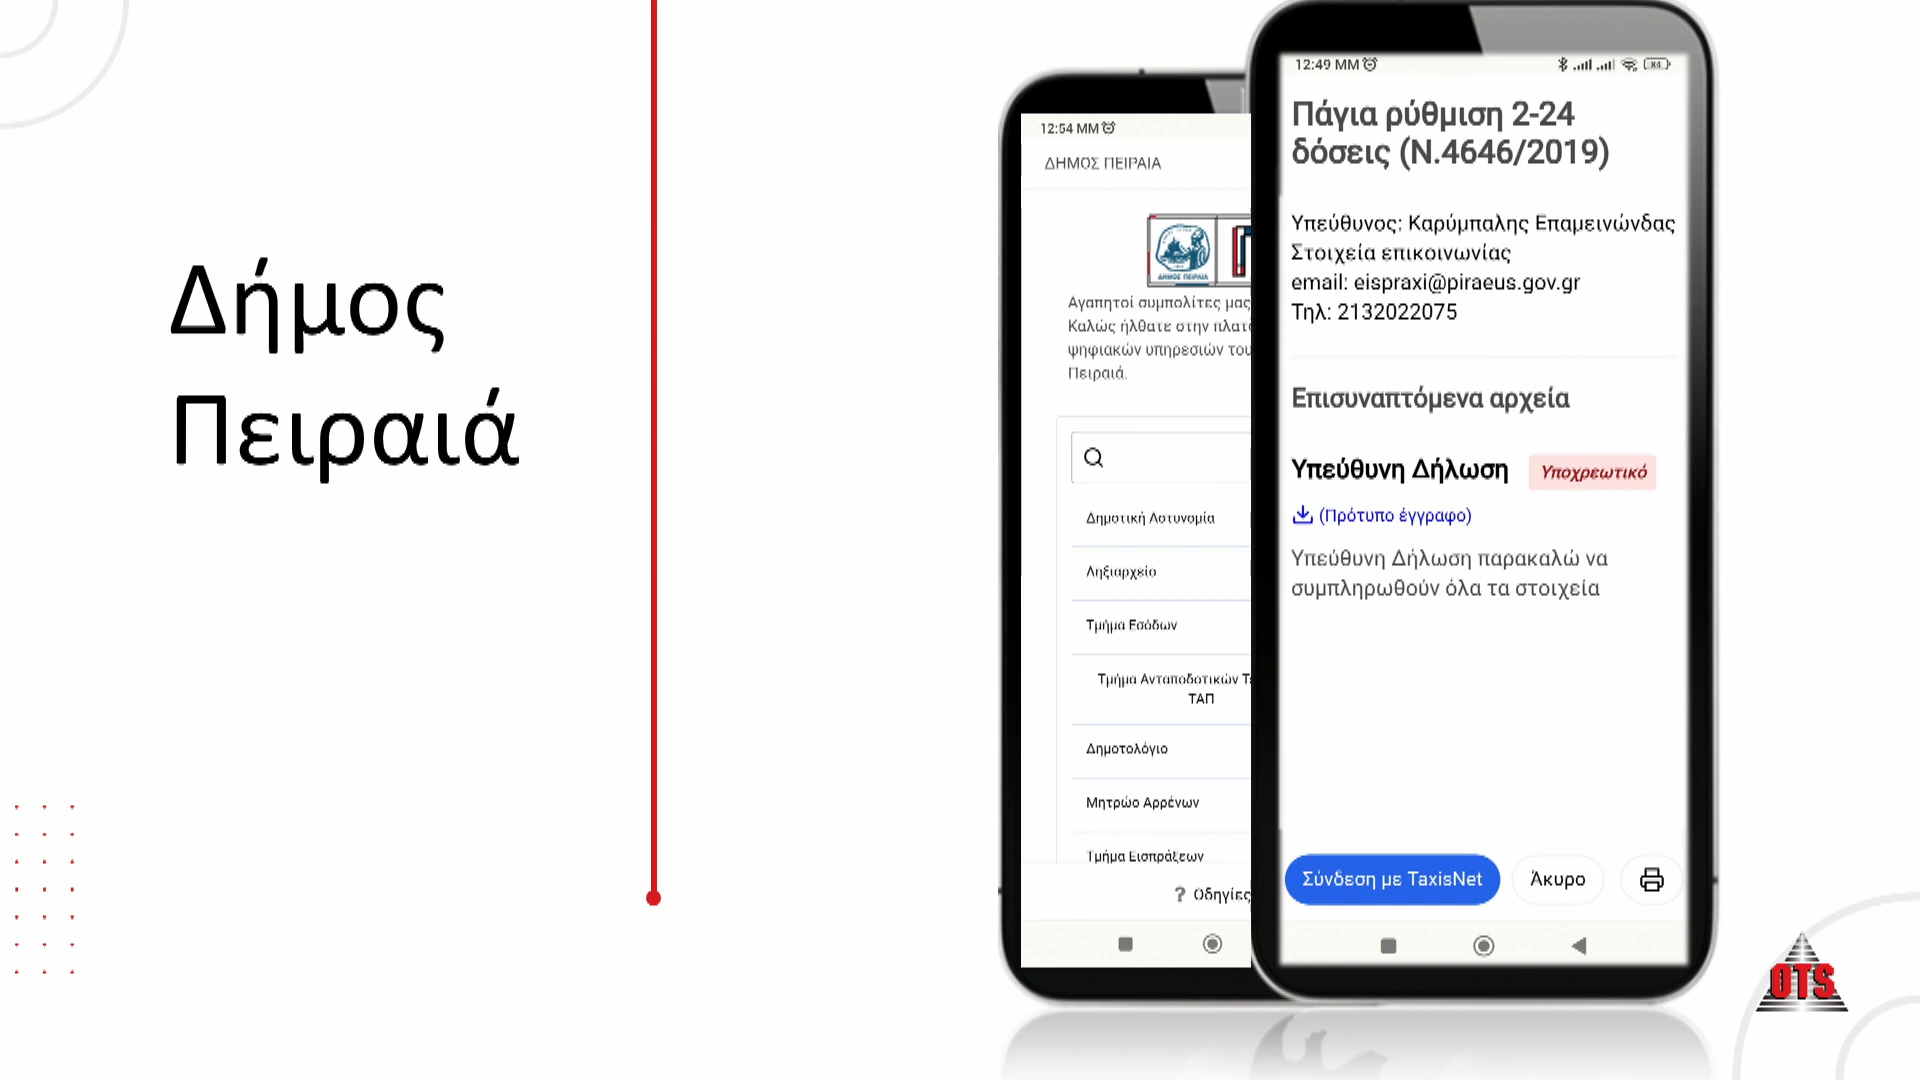 Δήμος
Πειραιά
12:54 ΜΜ
ΔΗΜΟΣ ΠΕΙΡΑΙΑ
ΔΗΜΟΣ ΠΕΙΡΑΙΑ
Αγαπητοί συμπολίτες μας
Καλώς ήλθατε στην
ψηφιακών υπηρεσιών του
Πειραιά.
Δημοτική Αστυνομία
Ληξιαρχείο
Τμήμα Εσόδων
Τμήμα Ανταποδοτικών
ΤΑΠ
Δημοτολόγιο
Μητρώο Αρρένων
Τμήμα Εισπράξεων
? Οδηγίες
12:49 ΜΜ
84
Πάγια ρύθμιση 2-24
δόσεις (Ν.4646/2019)
Υπεύθυνος: Καρύμπαλης Επαμεινώνδας
Στοιχεία επικοινωνίας
email: eispraxi@piraeus.gov.gr
Τηλ: 2132022075
Επισυναπτόμενα αρχεία
Υπεύθυνη Δήλωση Υποχρεωτικό
(Πρότυπο έγγραφο)
Υπεύθυνη Δήλωση παρακαλώ να
συμπληρωθούν όλα τα στοιχεία
Σύνδεση με TaxisNet Άκυρο
OTS